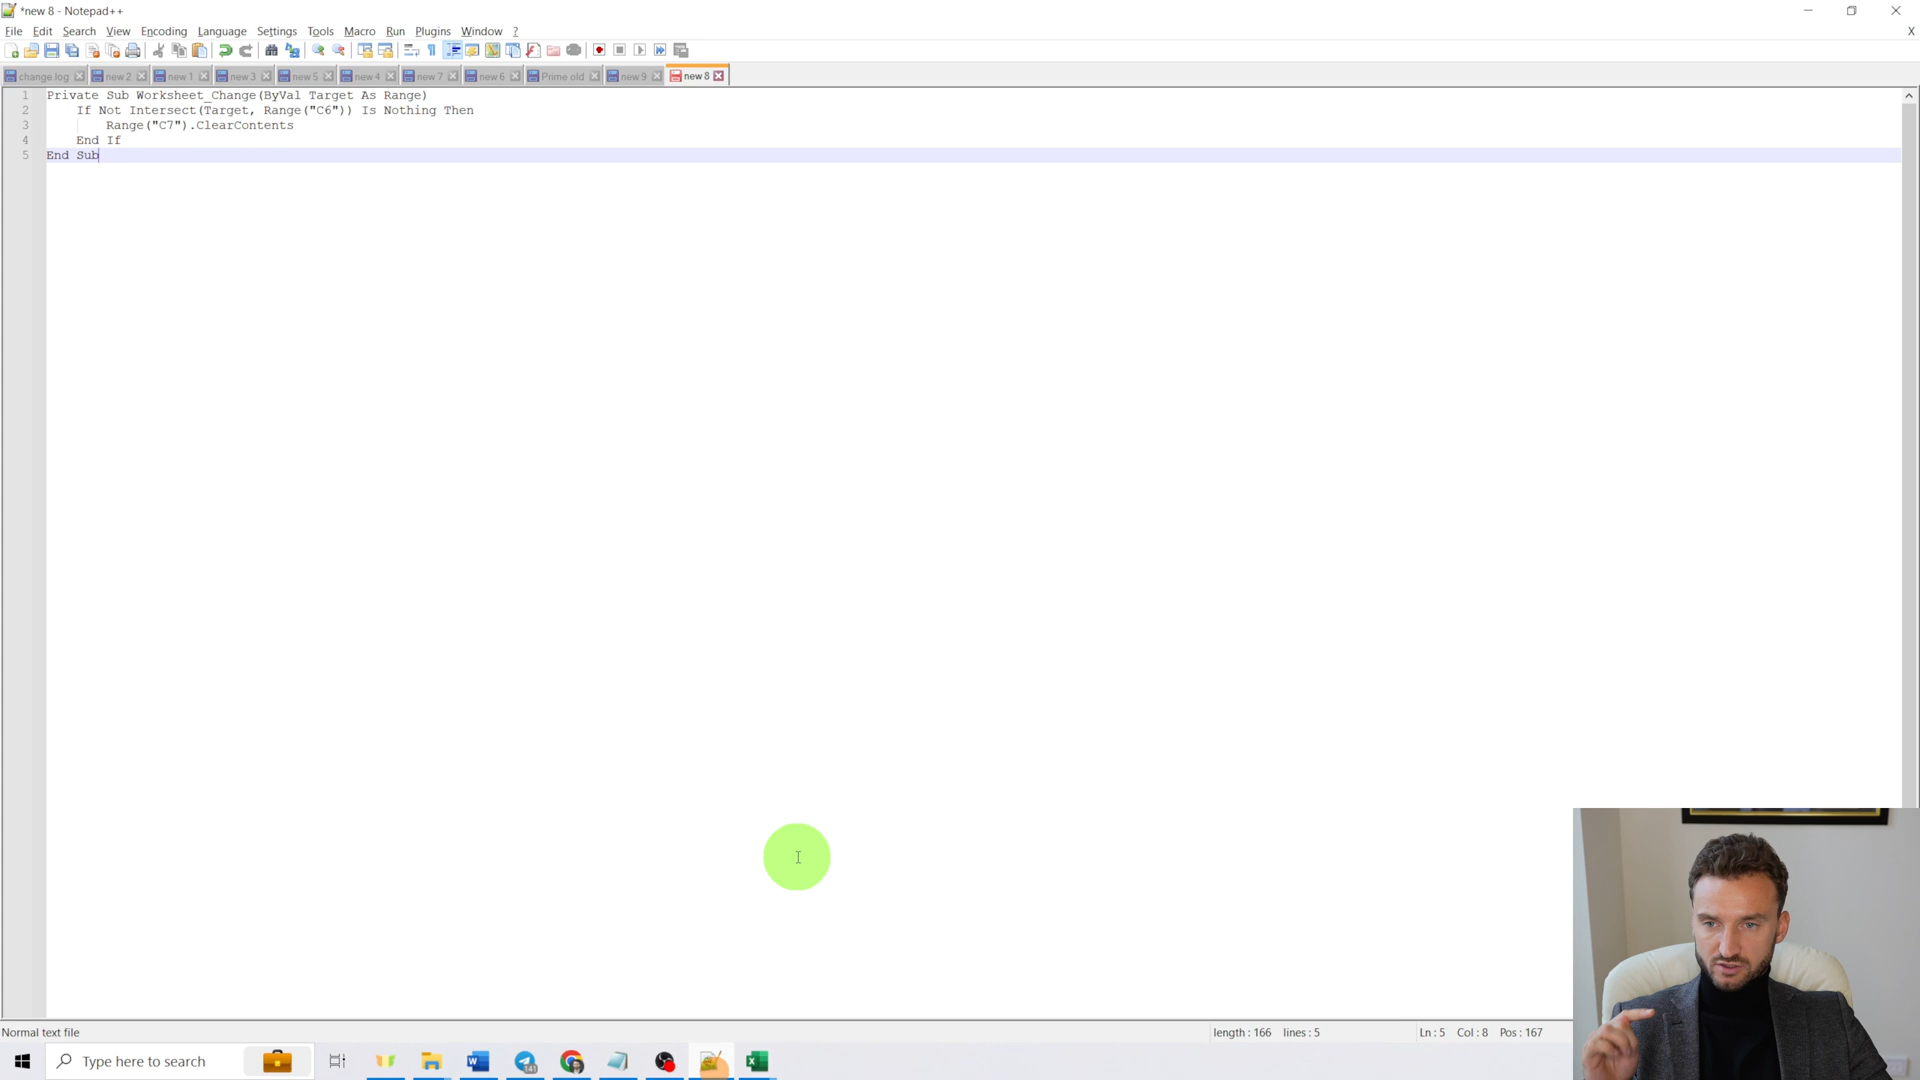 *new 8 - Notepad++
File Edit Search View Encoding Language Settings Tools Macro Run Plugins Window ?
X
change.log new 2 new 1 new 3 new 5 new 4 new 7 new 6 Prime old new 9 new 8
1 Private Sub Worksheet_Change(ByVal Target As Range)
2 If Not Intersect(Target, Range("C6")) Is Nothing Then
3 Range("C7").ClearContents
4 End If
5 End Sub
Normal text file length : 166 lines : 5 Ln : 5 Col : 8 Pos : 167
Type here to search
141